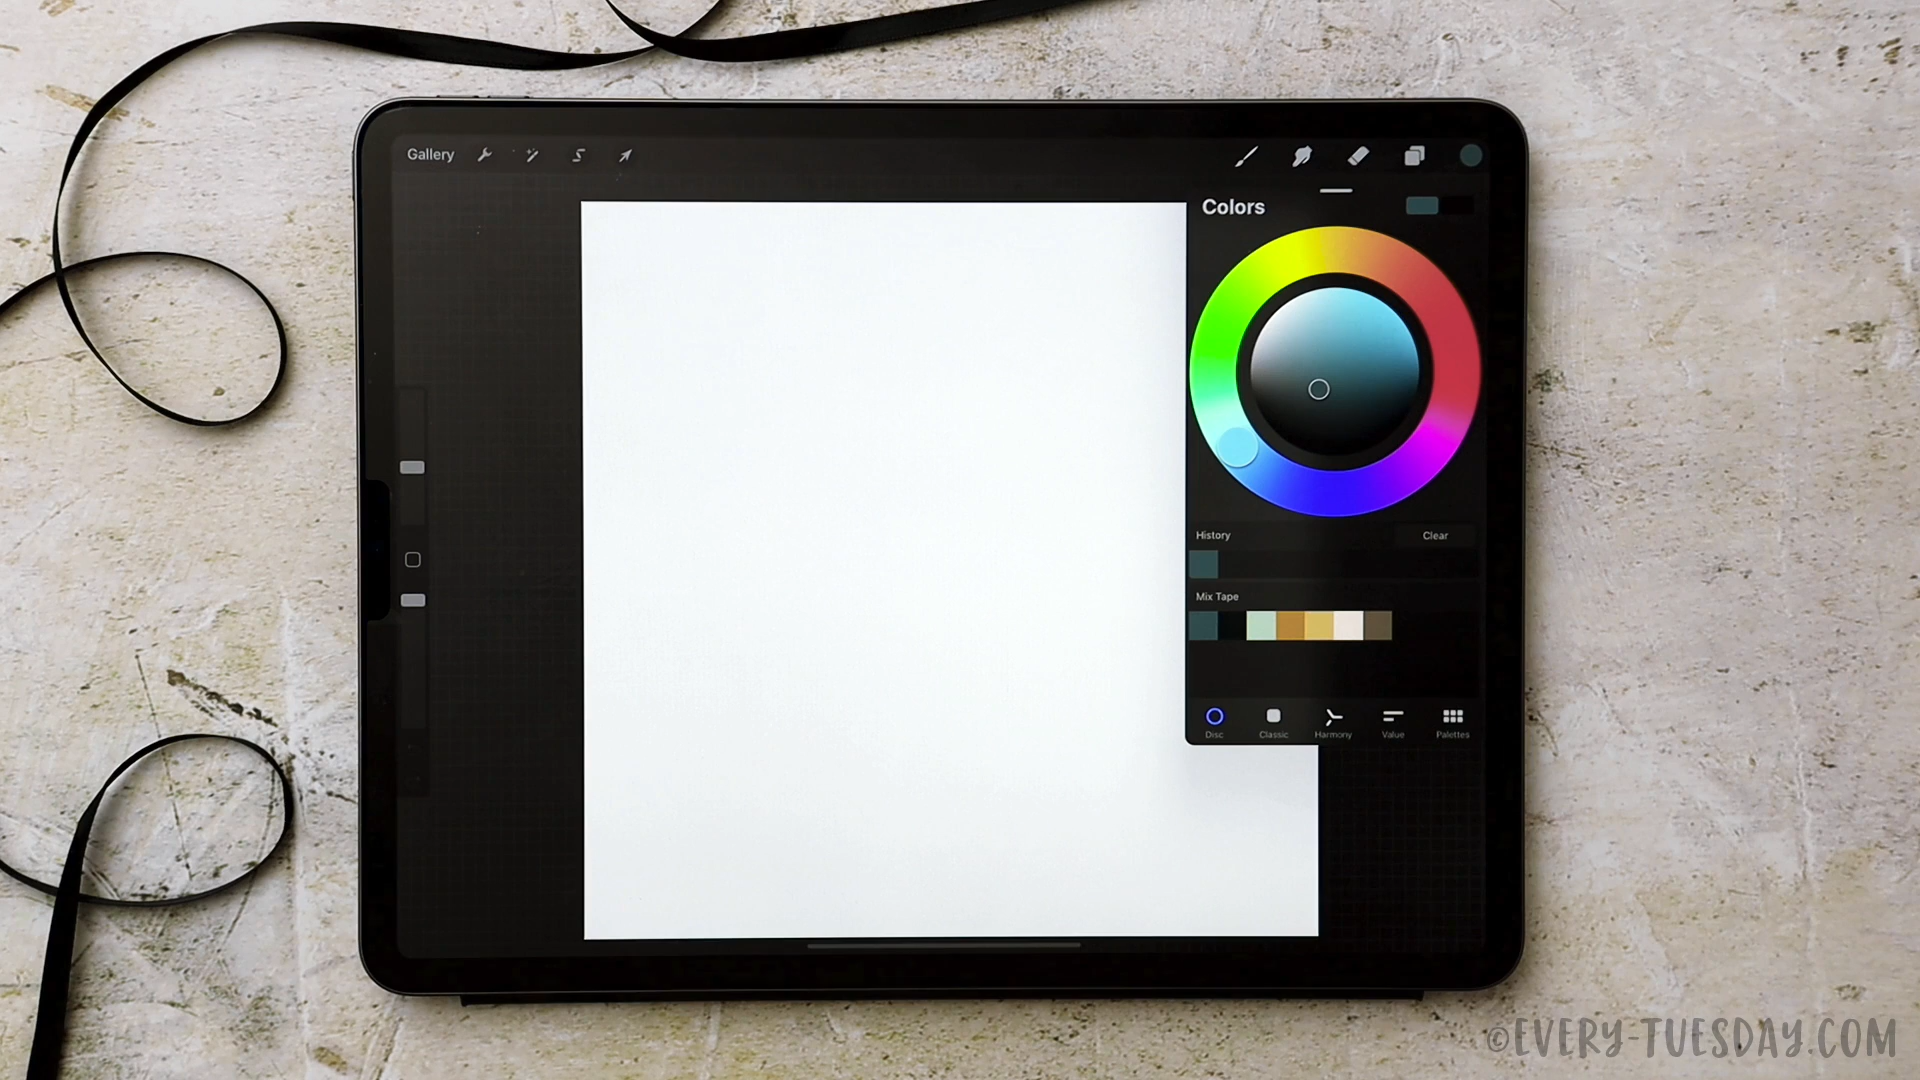 Gallery
Colors
History Clear
Mix Tape
Disc Classic Harmony Value Palettes
©EVERY-TUESDAY.COM